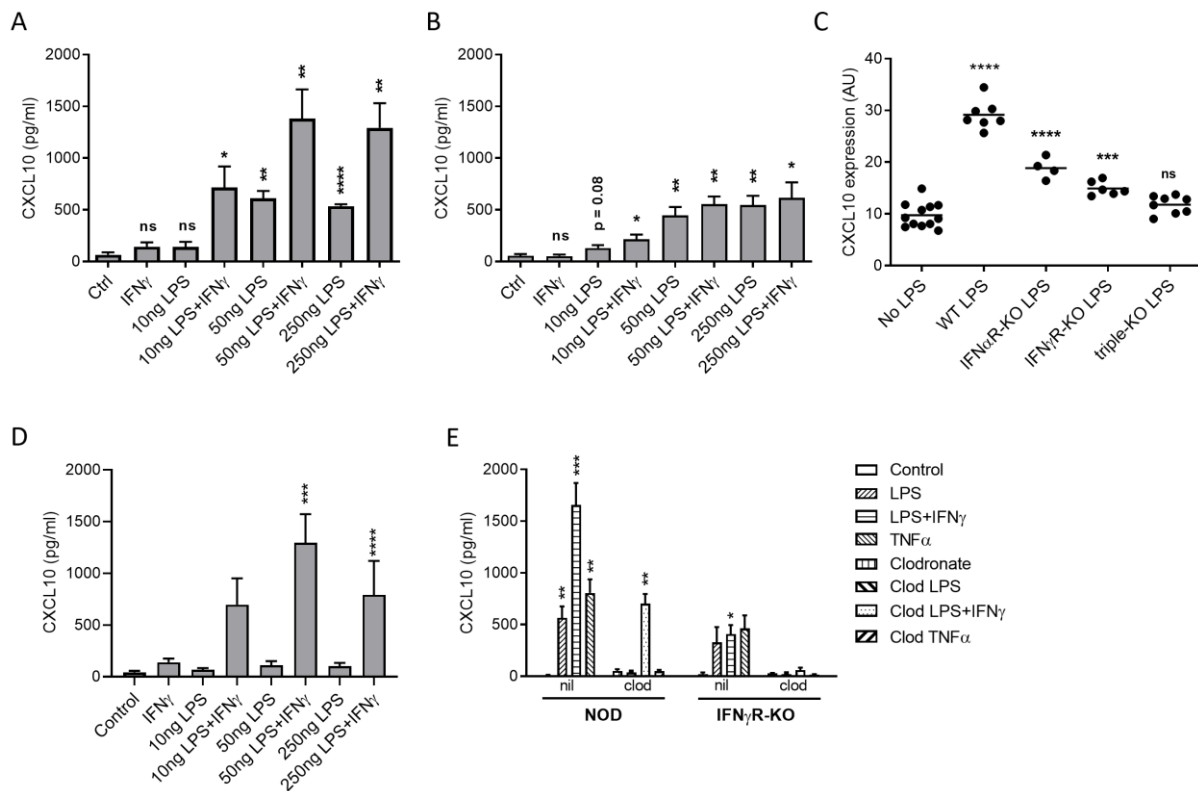 A
CXCL10 (pg/ml)
2000
1500
1000
500
0
ns
ns
*
**
**
****
**
Ctrl
IFNγ
10ng LPS
10ng LPS+IFNγ
50ng LPS
50ng LPS+IFNγ
250ng LPS
250ng LPS+IFNγ
B
CXCL10 (pg/ml)
2000
1500
1000
500
0
ns
p = 0.08
*
**
**
**
*
Ctrl
IFNγ
10ng LPS
10ng LPS+IFNγ
50ng LPS
50ng LPS+IFNγ
250ng LPS
250ng LPS+IFNγ
C
CXCL10 expression (AU)
40
30
20
10
0
****
****
***
ns
No LPS
WT LPS
IFNαR-KO LPS
IFNγR-KO LPS
triple-KO LPS
D
CXCL10 (pg/ml)
2000
1500
1000
500
0
***
****
Control
IFNγ
10ng LPS
10ng LPS+IFNγ
50ng LPS
50ng LPS+IFNγ
250ng LPS
250ng LPS+IFNγ
E
CXCL10 (pg/ml)
2000
1500
1000
500
0
**
***
**
**
*
nil
clod
nil
clod
NOD
IFNγR-KO
Control
LPS
LPS+IFNγ
TNFα
Clodronate
Clod LPS
Clod LPS+IFNγ
Clod TNFα